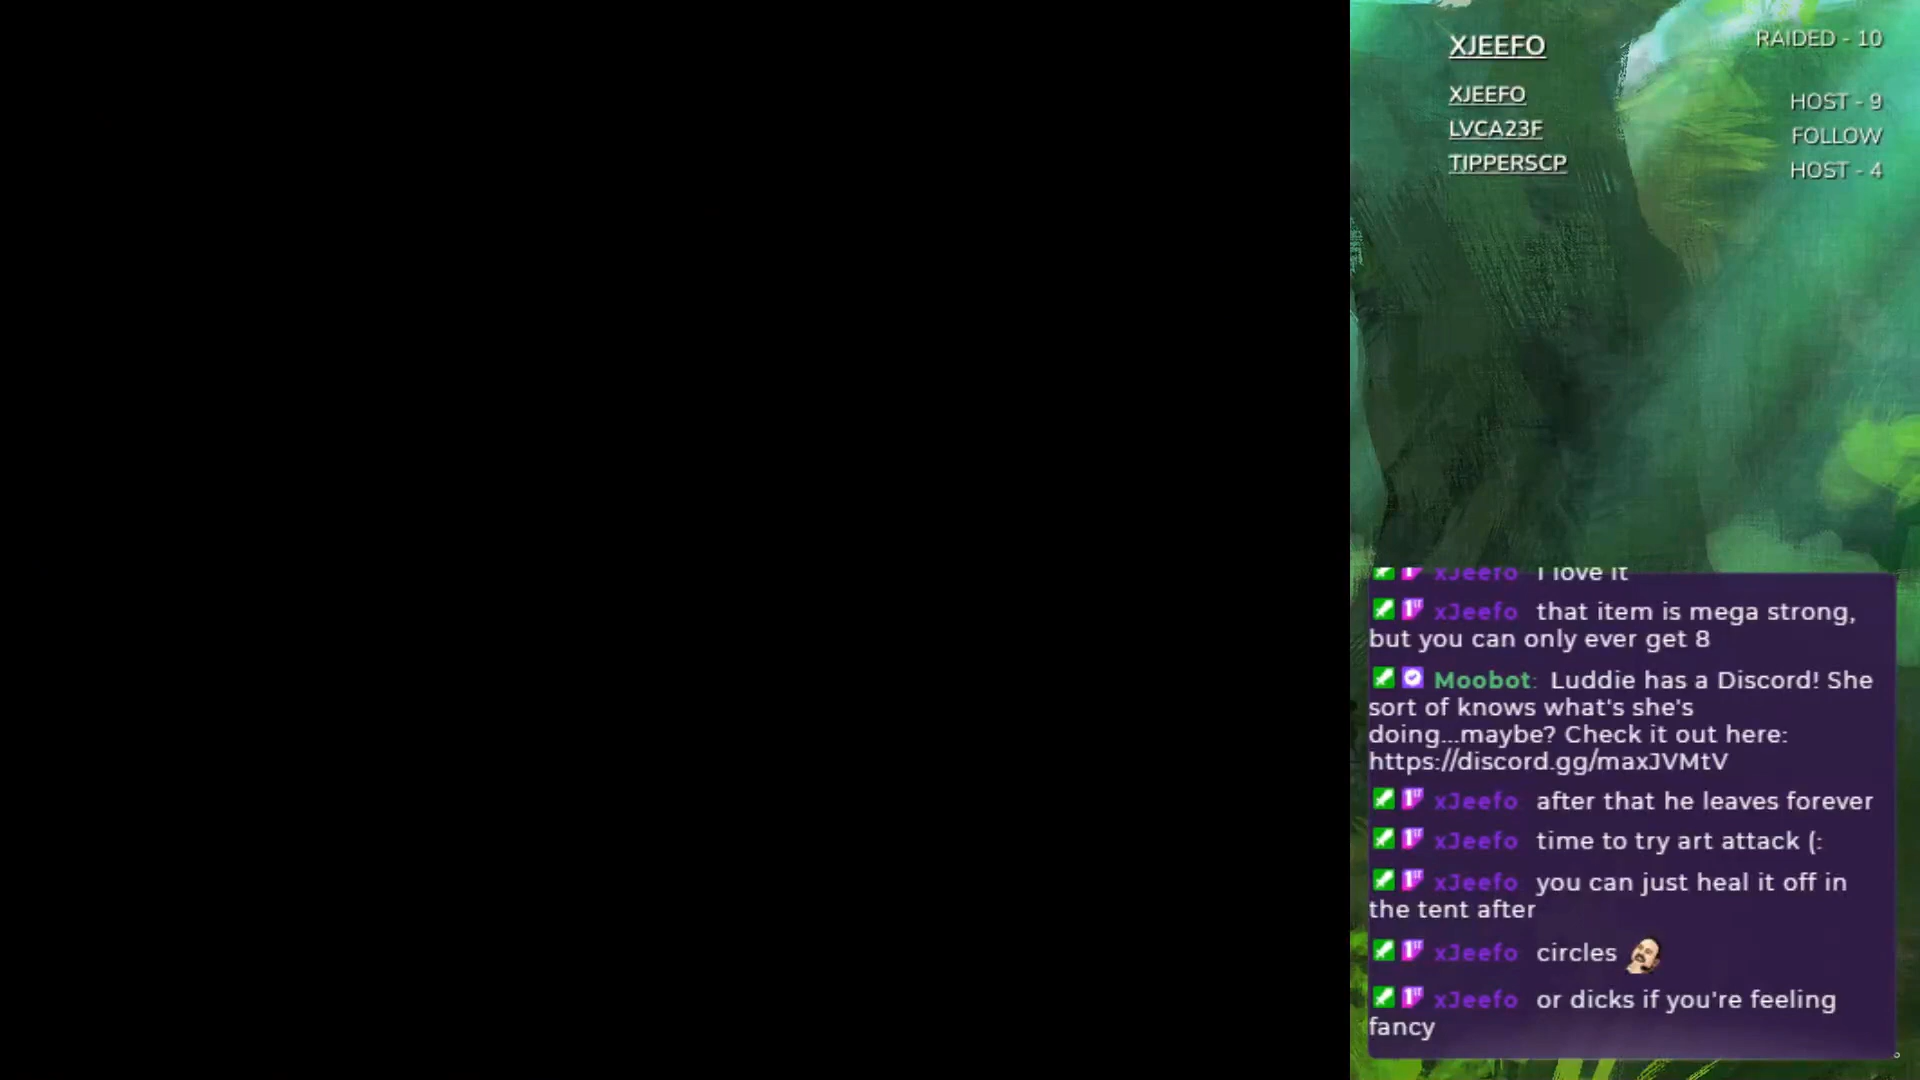 XJEEFO
RAIDED - 10
XJEEFO
HOST - 9
LVCA23F
FOLLOW
TIPPERSCP
HOST - 4
xJeefo I love it
xJeefo that item is mega strong,
but you can only ever get 8
Moobot: Luddie has a Discord! She
sort of knows what's she's
doing...maybe? Check it out here:
https://discord.gg/maxJVMtV
xJeefo after that he leaves forever
xJeefo time to try art attack (:
xJeefo you can just heal it off in
the tent after
xJeefo circles
xJeefo or dicks if you're feeling
fancy